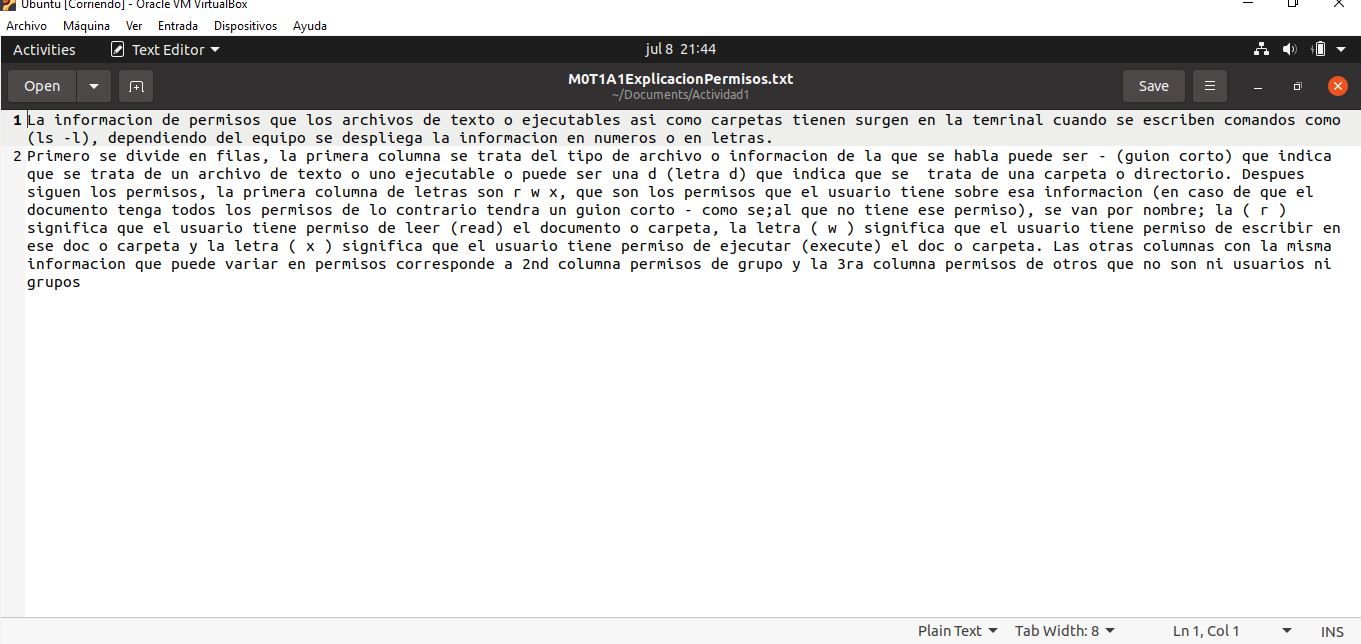 Ubuntu [Corriendo] - Oracle VM VirtualBox
Archivo Máquina Ver Entrada Dispositivos Ayuda
Activities Text Editor jul 8 21:44
Open M0T1A1ExplicacionPermisos.txt Save
~/Documents/Actividad1
1 La informacion de permisos que los archivos de texto o ejecutables asi como carpetas tienen surgen en la temrinal cuando se escriben comandos como
(ls -l), dependiendo del equipo se despliega la informacion en numeros o en letras.
2 Primero se divide en filas, la primera columna se trata del tipo de archivo o informacion de la que se habla puede ser - (guion corto) que indica
que se trata de un archivo de texto o uno ejecutable o puede ser una d (letra d) que indica que se  trata de una carpeta o directorio. Despues
siguen los permisos, la primera columna de letras son r w x, que son los permisos que el usuario tiene sobre esa informacion (en caso de que el
documento tenga todos los permisos de lo contrario tendra un guion corto - como se;al que no tiene ese permiso), se van por nombre; la ( r )
significa que el usuario tiene permiso de leer (read) el documento o carpeta, la letra ( w ) significa que el usuario tiene permiso de escribir en
ese doc o carpeta y la letra ( x ) significa que el usuario tiene permiso de ejecutar (execute) el doc o carpeta. Las otras columnas con la misma
informacion que puede variar en permisos corresponde a 2nd columna permisos de grupo y la 3ra columna permisos de otros que no son ni usuarios ni
grupos
Plain Text Tab Width: 8 Ln 1, Col 1 INS